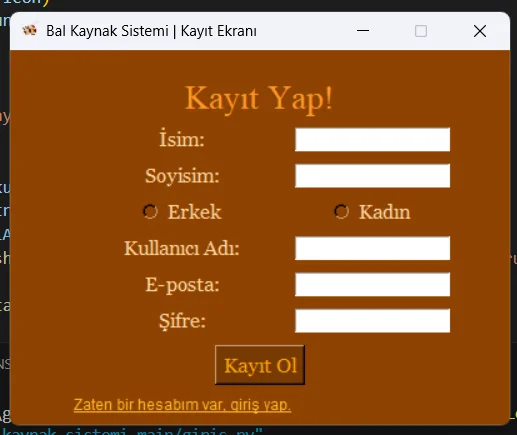 Bal Kaynak Sistemi | Kayıt Ekranı
Kayıt Yap!
İsim:
Soyisim:
Erkek Kadın
Kullanıcı Adı:
E-posta:
Şifre:
Kayıt Ol
Zaten bir hesabım var, giriş yap.